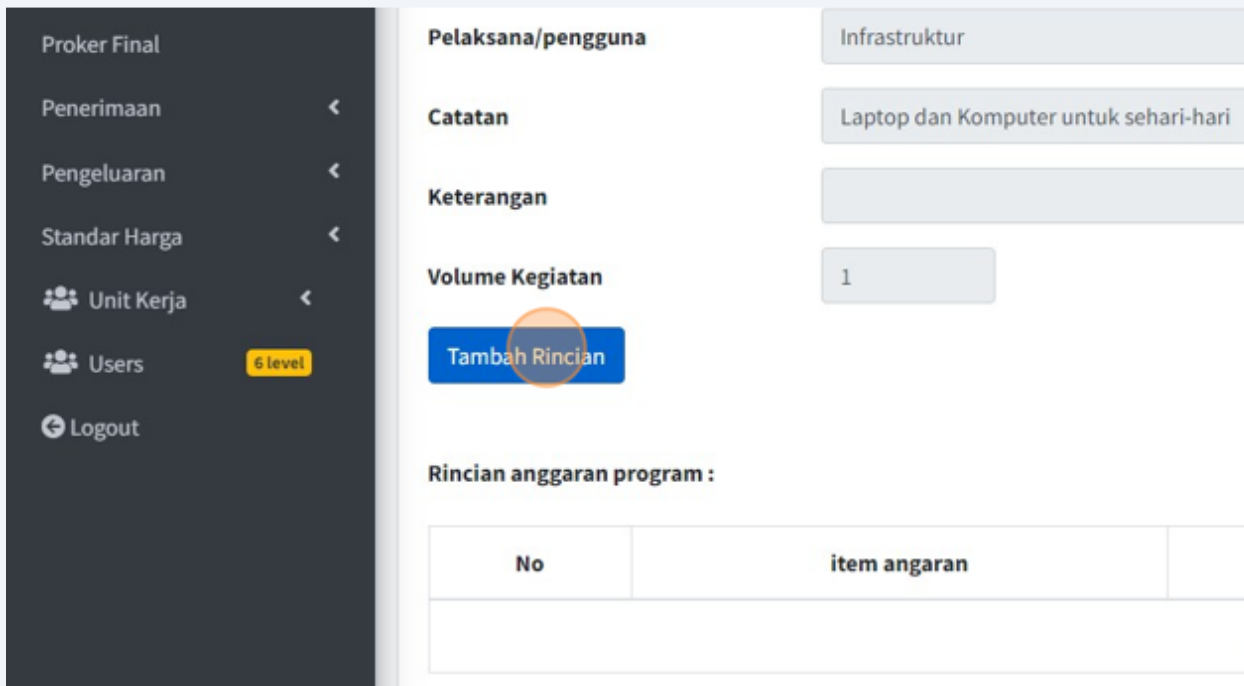 Proker Final
Penerimaan
Pengeluaran
Standar Harga
Unit Kerja
Users 6 level
Logout
Pelaksana/pengguna Infrastruktur
Catatan Laptop dan Komputer untuk sehari-hari
Keterangan
Volume Kegiatan 1
Tambah Rincian
Rincian anggaran program :
No item angaran